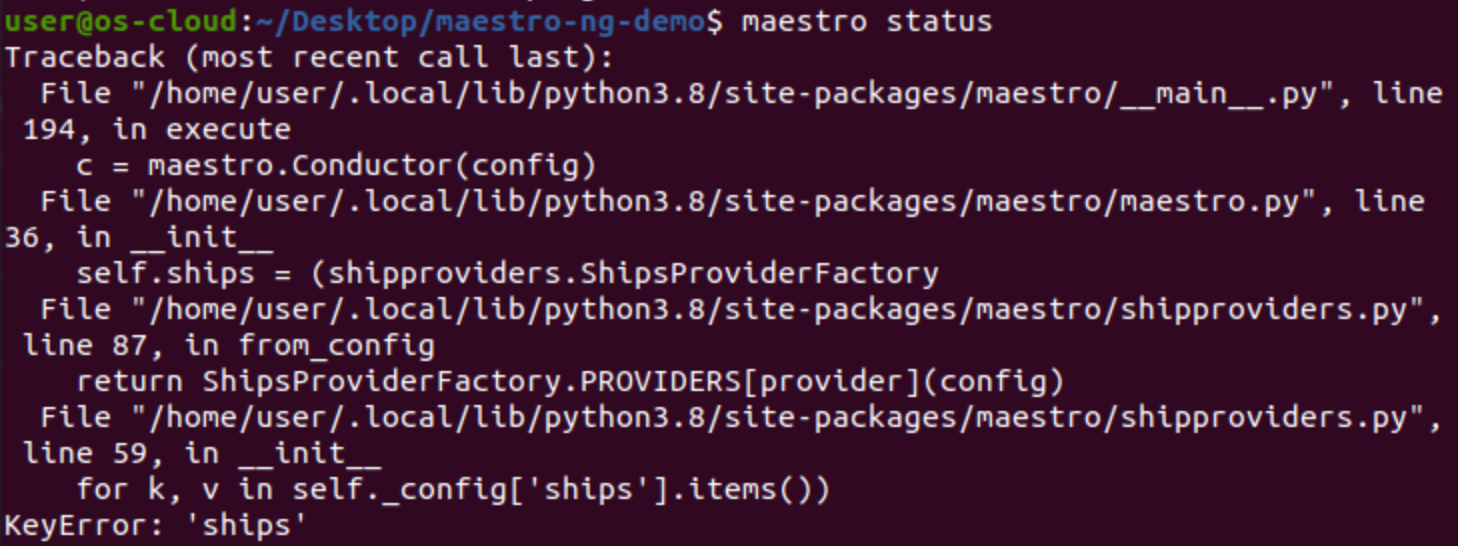 user@os-cloud:~/Desktop/maestro-ng-demo$ maestro status
Traceback (most recent call last):
  File "/home/user/.local/lib/python3.8/site-packages/maestro/__main__.py", line
 194, in execute
    c = maestro.Conductor(config)
  File "/home/user/.local/lib/python3.8/site-packages/maestro/maestro.py", line
36, in __init__
    self.ships = (shipproviders.ShipsProviderFactory
  File "/home/user/.local/lib/python3.8/site-packages/maestro/shipproviders.py",
 line 87, in from_config
    return ShipsProviderFactory.PROVIDERS[provider](config)
  File "/home/user/.local/lib/python3.8/site-packages/maestro/shipproviders.py",
 line 59, in __init__
    for k, v in self._config['ships'].items())
KeyError: 'ships'